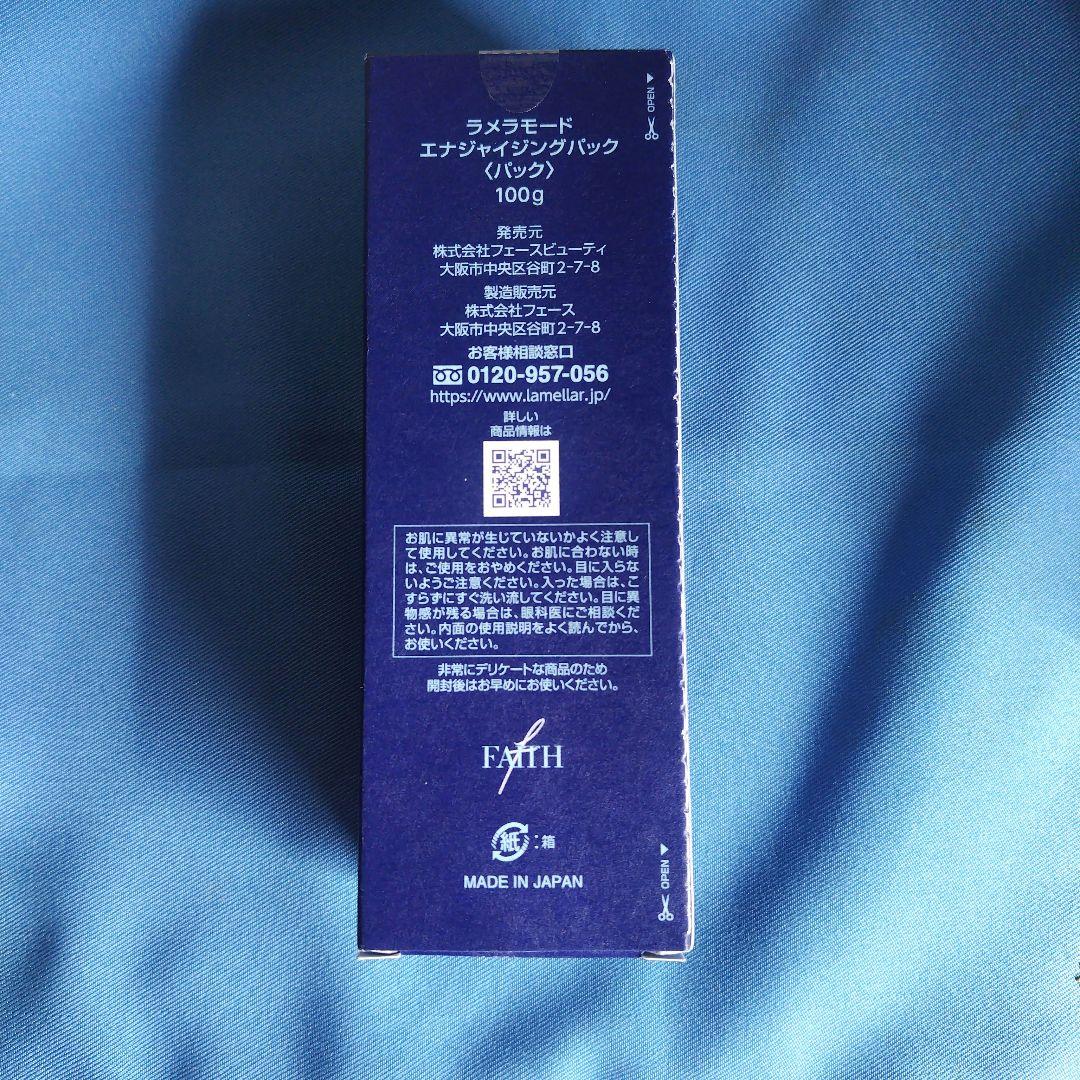 OPEN
ラメラモード
エナジャイジングパック
〈パック〉
100g
発売元
株式会社フェースビューティ
大阪市中央区谷町2-7-8
製造販売元
株式会社フェース
大阪市中央区谷町2-7-8
お客様相談窓口
0120-957-056
https://www.lamellar.jp/
詳しい
商品情報は
お肌に異常が生じていないかよく注意し
て使用してください。お肌に合わない時
は、ご使用をおやめください。目に入らな
いようご注意ください。入った場合は、こ
すらずにすぐ洗い流してください。目に異
物感が残る場合は、眼科医にご相談くだ
さい。内面の使用説明をよく読んでから、
お使いください。
非常にデリケートな商品のため
開封後はお早めにお使いください。
FAITH
紙:箱
OPEN
MADE IN JAPAN